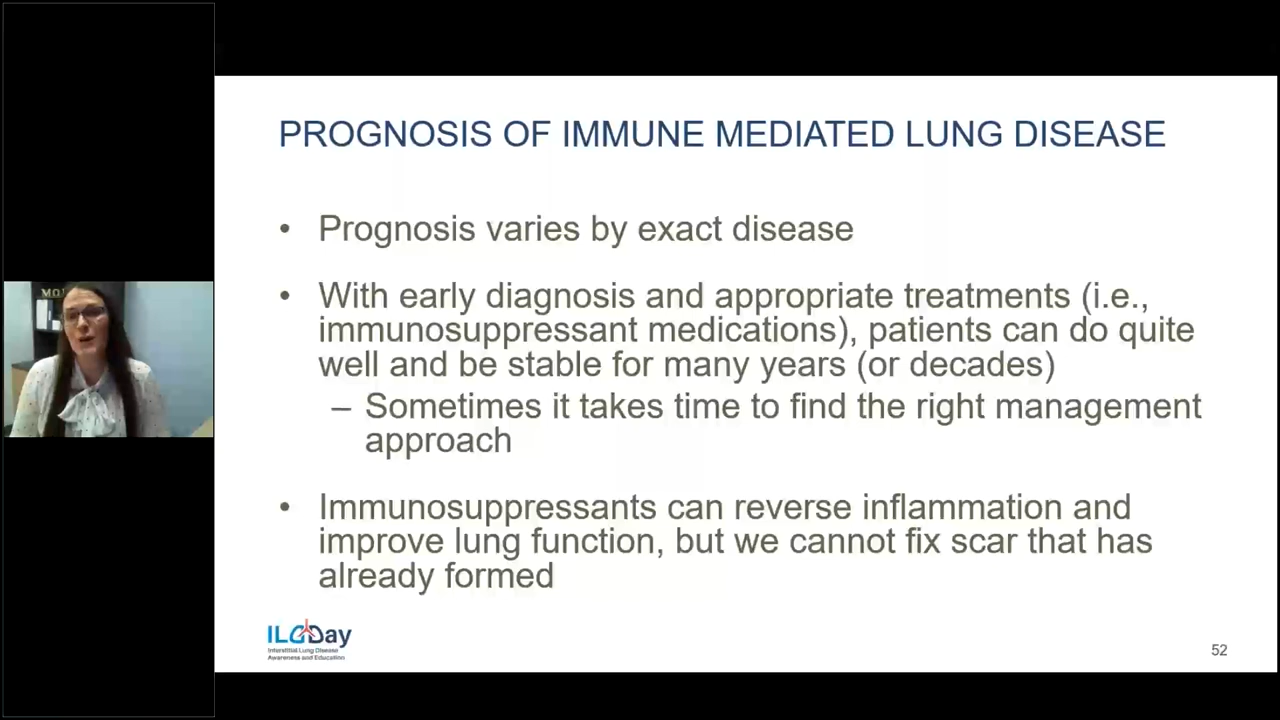 PROGNOSIS OF IMMUNE MEDIATED LUNG DISEASE
• Prognosis varies by exact disease
• With early diagnosis and appropriate treatments (i.e.,
immunosuppressant medications), patients can do quite
well and be stable for many years (or decades)
– Sometimes it takes time to find the right management
approach
• Immunosuppressants can reverse inflammation and
improve lung function, but we cannot fix scar that has
already formed
ILDDay
Interstitial Lung Disease
Awareness and Education
52